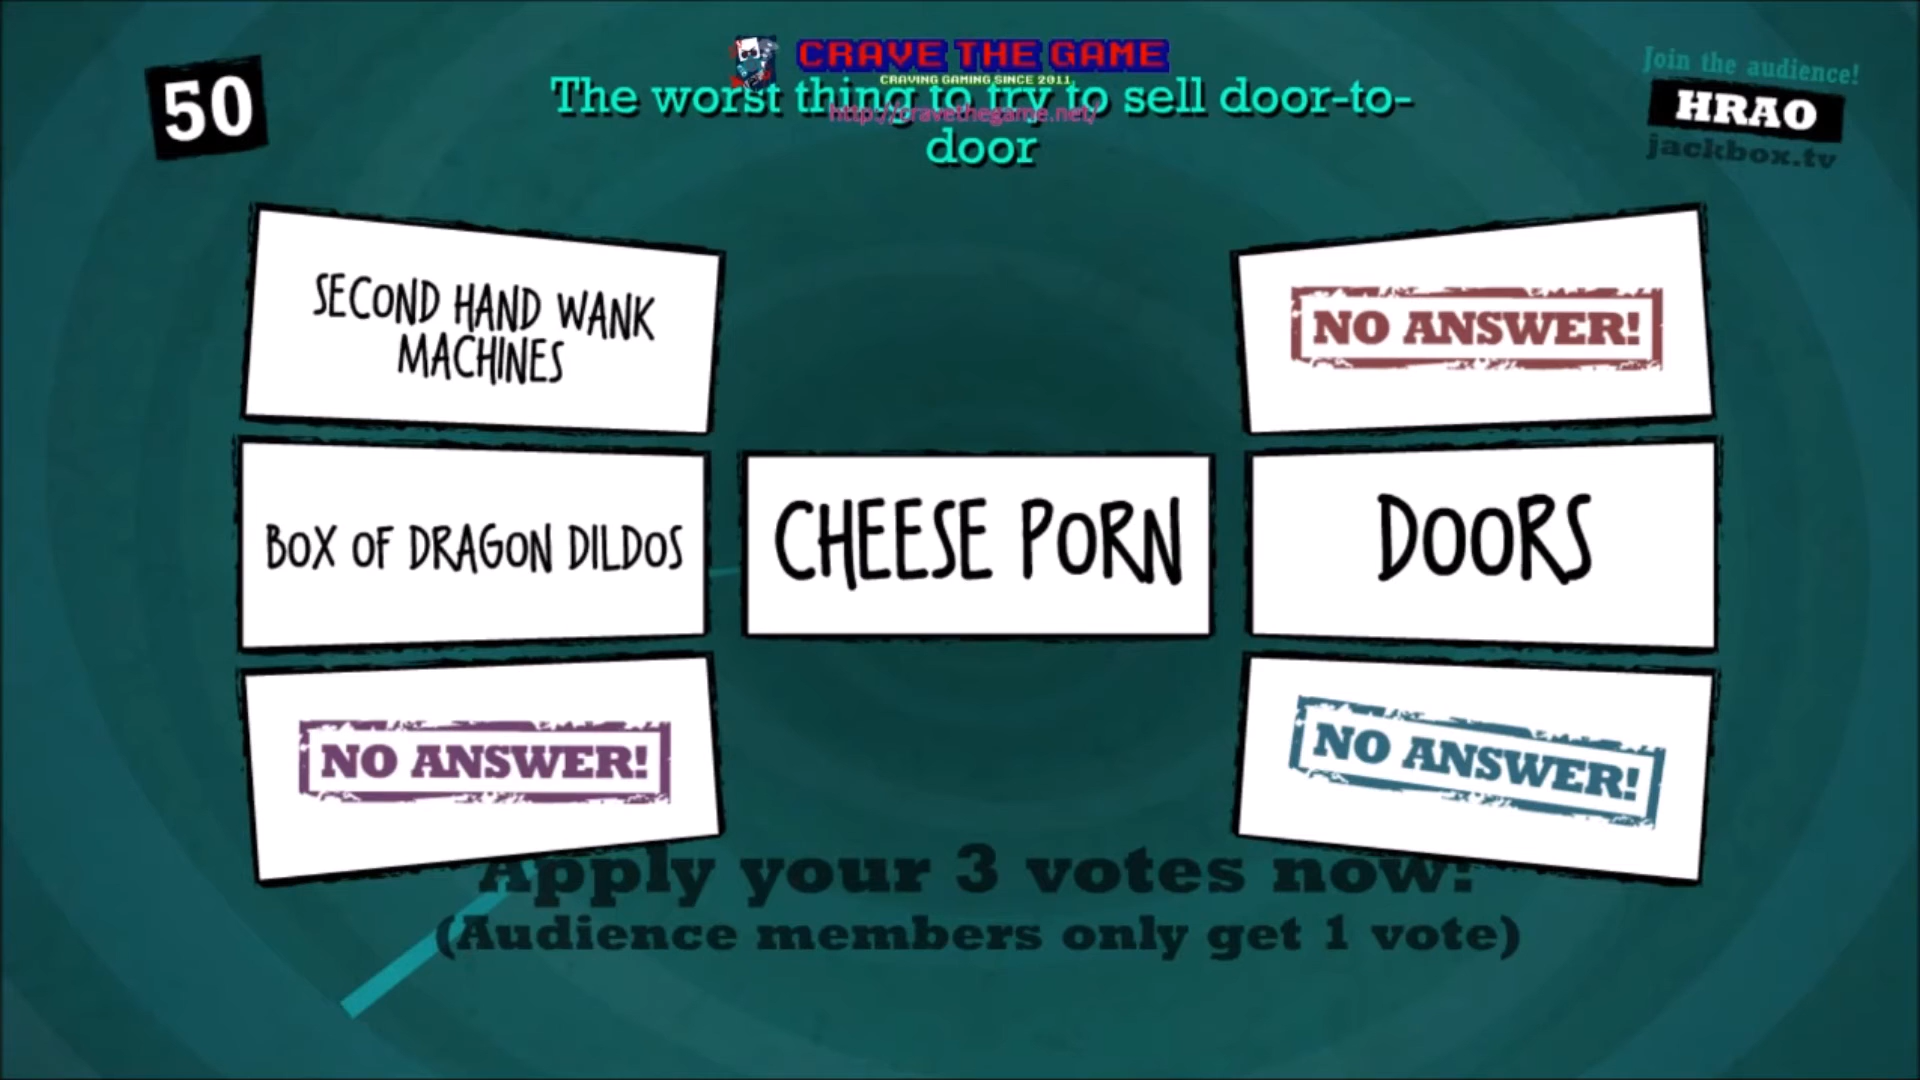 50
CRAVE THE GAME
CRAVING GAMING SINCE 2011
The worst thing to try to sell door-to-
http://cravethegame.net/
door
Join the audience!
HRAO
jackbox.tv
SECOND HAND WANK
MACHINES
NO ANSWER!
BOX OF DRAGON DILDOS
CHEESE PORN
DOORS
NO ANSWER!
NO ANSWER!
Apply your 3 votes now!
(Audience members only get 1 vote)